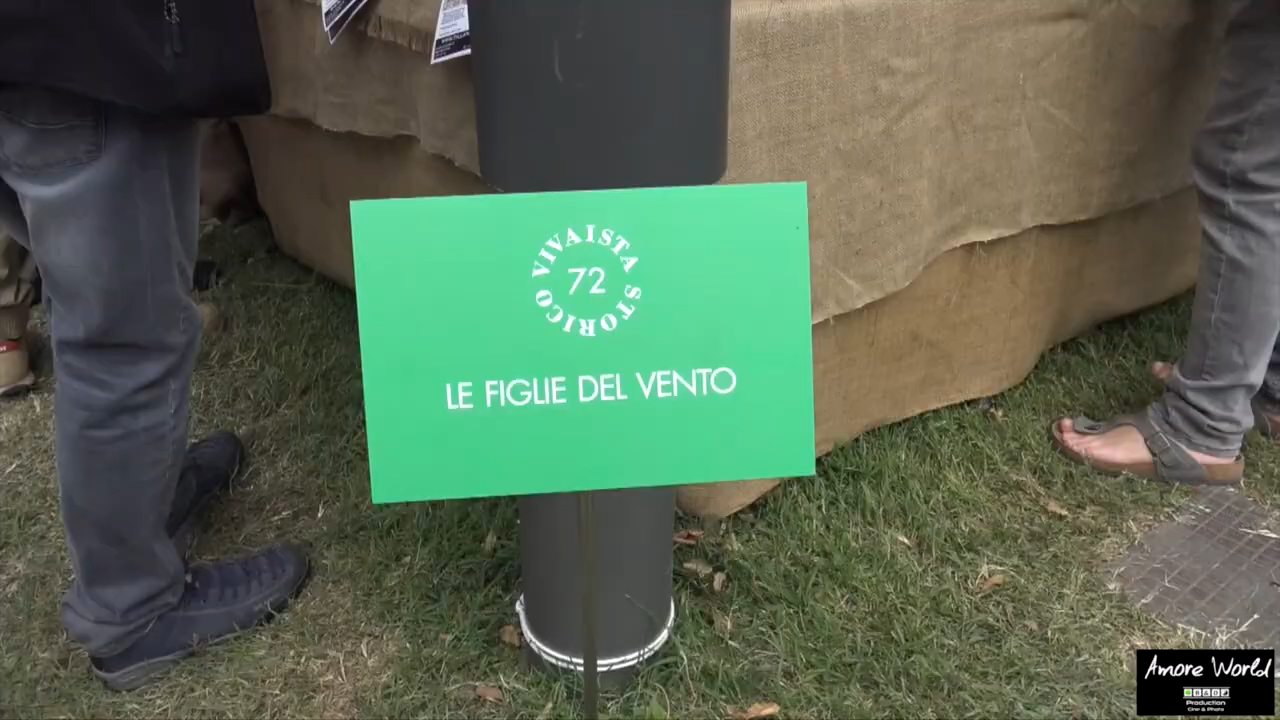 VIVAISTA STORICO
72
LE FIGLIE DEL VENTO
Amore World
Production
Cine & Photo